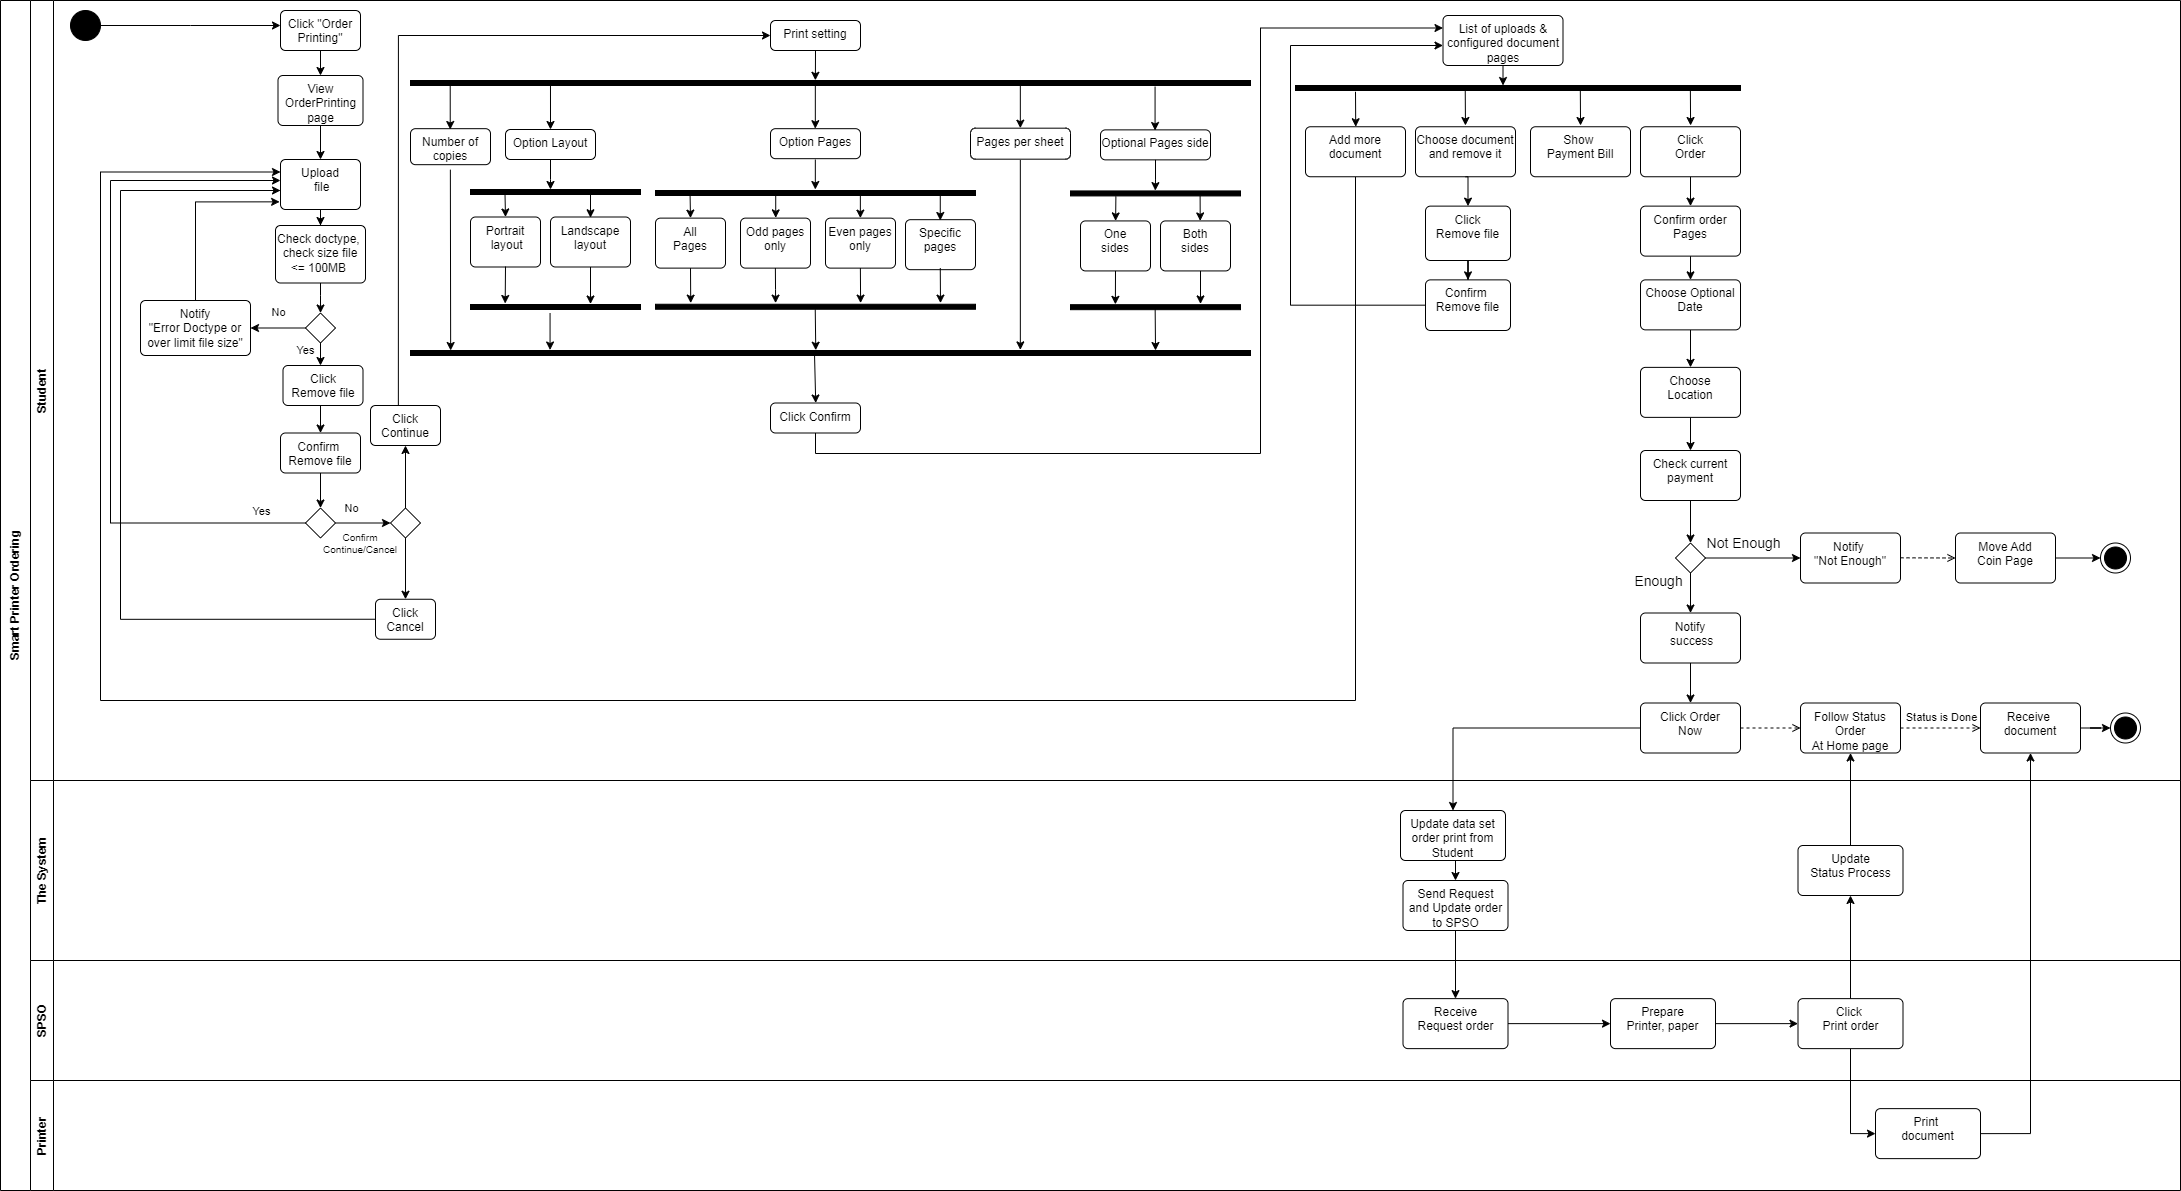 Smart Printer Ordering
Student
Click "Order
Printing"
View
OrderPrinting
page
Upload
file
Check doctype,
check size file
<= 100MB
No
Notify
"Error Doctype or
over limit file size"
Yes
Click
Remove file
Confirm
Remove file
Yes
No
Confirm
Continue/Cancel
Click
Continue
Click
Cancel
Print setting
Number of
copies
Option Layout
Option Pages
Pages per sheet
Optional Pages side
Portrait
layout
Landscape
layout
All
Pages
Odd pages
only
Even pages
only
Specific
pages
One
sides
Both
sides
Click Confirm
List of uploads &
configured document
pages
Add more
document
Choose document
and remove it
Show
Payment Bill
Click
Order
Click
Remove file
Confirm
Remove file
Confirm order
Pages
Choose Optional
Date
Choose
Location
Check current
payment
Not Enough
Enough
Notify
"Not Enough"
Move Add
Coin Page
Notify
success
Click Order
Now
Follow Status
Order
At Home page
Status is Done
Receive
document
The System
Update data set
order print from
Student
Send Request
and Update order
to SPSO
Update
Status Process
SPSO
Receive
Request order
Prepare
Printer, paper
Click
Print order
Printer
Print
document